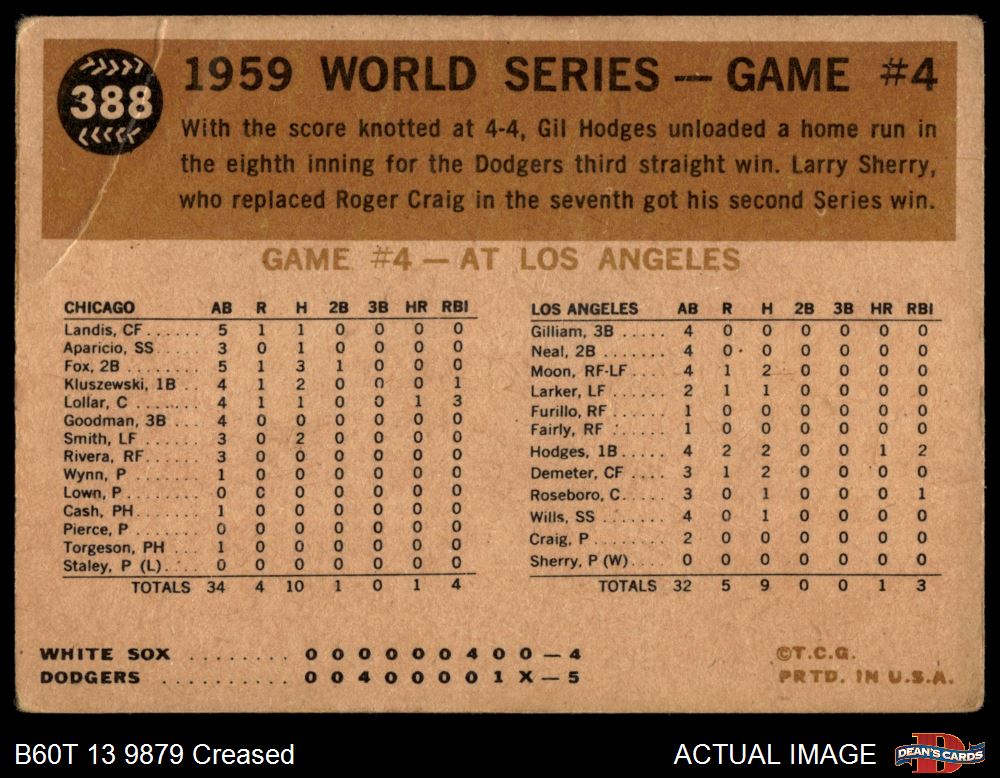 388
1959 WORLD SERIES — GAME #4
With the score knotted at 4-4, Gil Hodges unloaded a home run in
the eighth inning for the Dodgers third straight win. Larry Sherry,
who replaced Roger Craig in the seventh got his second Series win.
GAME #4 — AT LOS ANGELES
CHICAGO AB R H 2B 3B HR RBI
Landis, CF...... 5 1 1 0 0 0 0
Aparicio, SS..... 3 0 1 0 0 0 0
Fox, 2B........ 5 1 3 1 0 0 0
Kluszewski, 1B .. 4 1 2 0 0 0 1
Lollar, C ........ 4 1 1 0 0 1 3
Goodman, 3B ... 4 0 0 0 0 0 0
Smith, LF....... 3 0 2 0 0 0 0
Rivera, RF....... 3 0 0 0 0 0 0
Wynn, P ........ 1 0 0 0 0 0 0
Lown, P......... 0 0 0 0 0 0 0
Cash, PH........ 1 0 0 0 0 0 0
Pierce, P ....... 0 0 0 0 0 0 0
Torgeson, PH ... 1 0 0 0 0 0 0
Staley, P (L).... 0 0 0 0 0 0 0
TOTALS 34 4 10 1 0 1 4
LOS ANGELES AB R H 2B 3B HR RBI
Gilliam, 3B ..... 4 0 0 0 0 0 0
Neal, 2B ....... 4 0 0 0 0 0 0
Moon, RF-LF.... 4 1 2 0 0 0 0
Larker, LF ...... 2 1 1 0 0 0 0
Furillo, RF ..... 1 0 0 0 0 0 0
Fairly, RF ...... 1 0 0 0 0 0 0
Hodges, 1B..... 4 2 2 0 0 1 2
Demeter, CF .... 3 1 2 0 0 0 0
Roseboro, C..... 3 0 1 0 0 0 1
Wills, SS ....... 4 0 1 0 0 0 0
Craig, P ........ 2 0 0 0 0 0 0
Sherry, P (W).... 0 0 0 0 0 0 0
TOTALS 32 5 9 0 0 1 3
WHITE SOX ........ 0 0 0 0 0 0 4 0 0 — 4
DODGERS .......... 0 0 4 0 0 0 0 1 X — 5
©T.C.G.
PRTD. IN U.S.A.
B60T 13 9879 Creased
ACTUAL IMAGE
DEAN'S CARDS